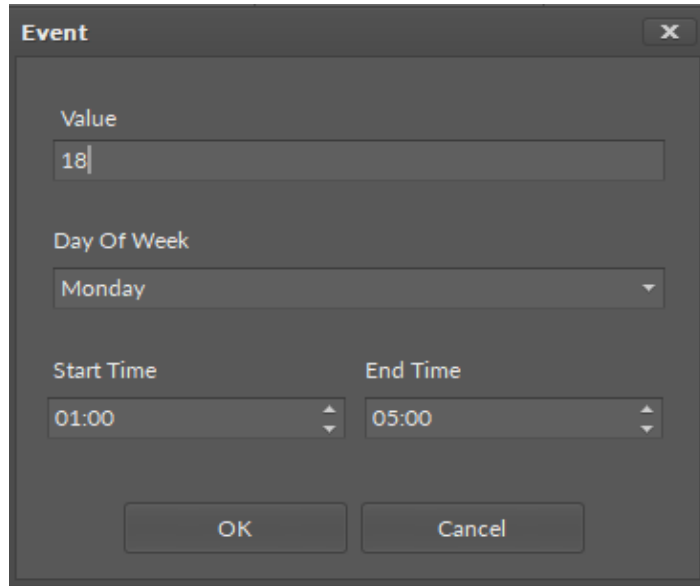 Event
Value
18
Day Of Week
Monday
Start Time End Time
01:00 05:00
OK Cancel